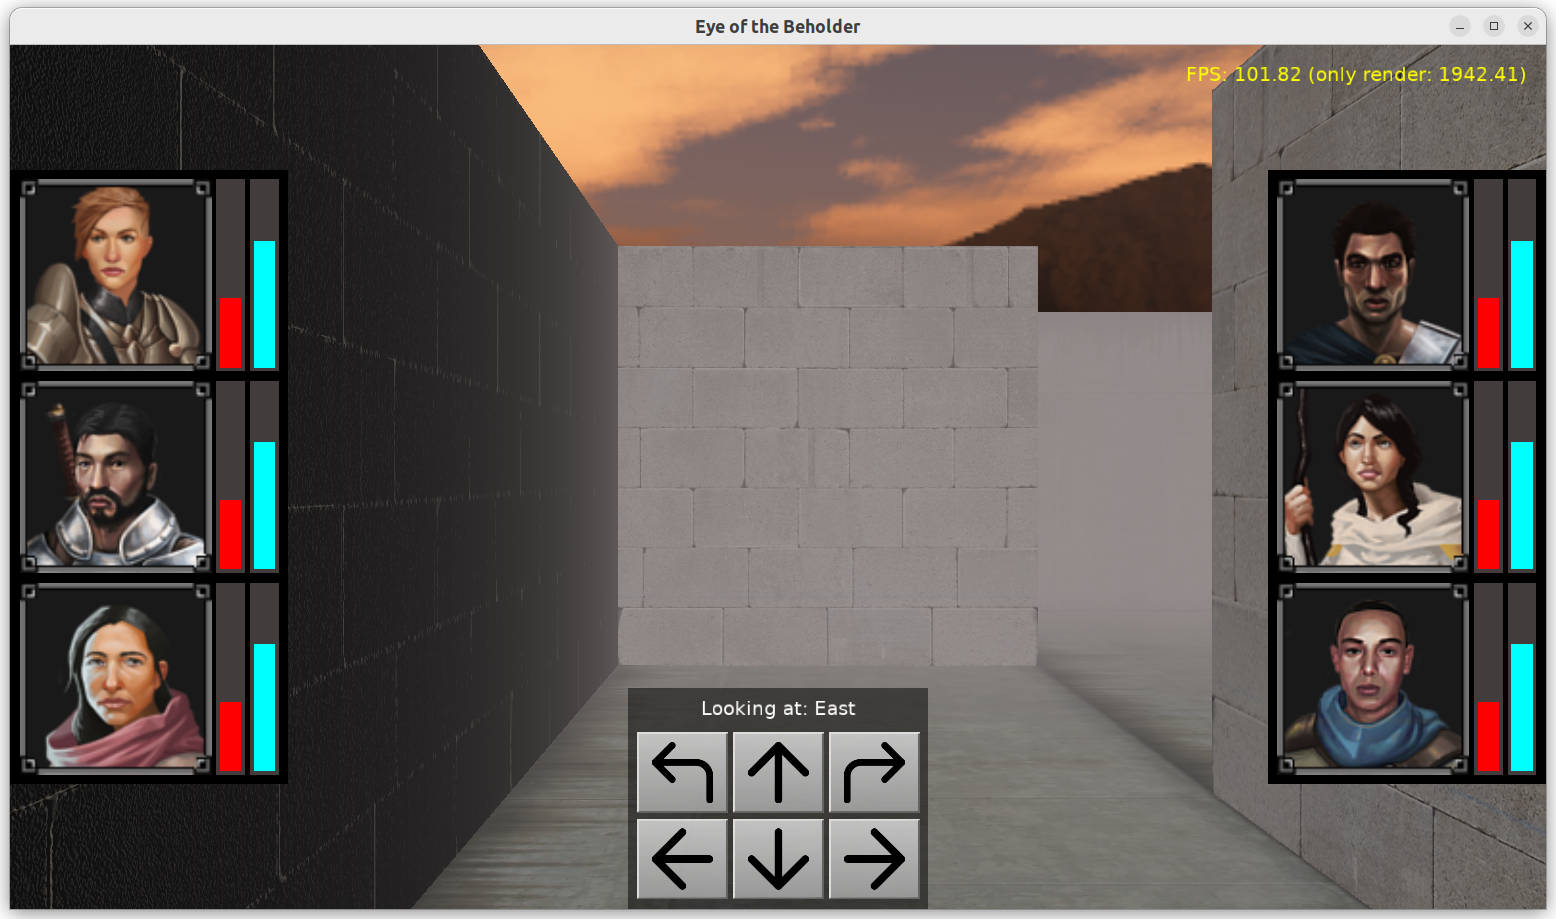 Eye of the Beholder
FPS: 101.82 (only render: 1942.41)
Looking at: East